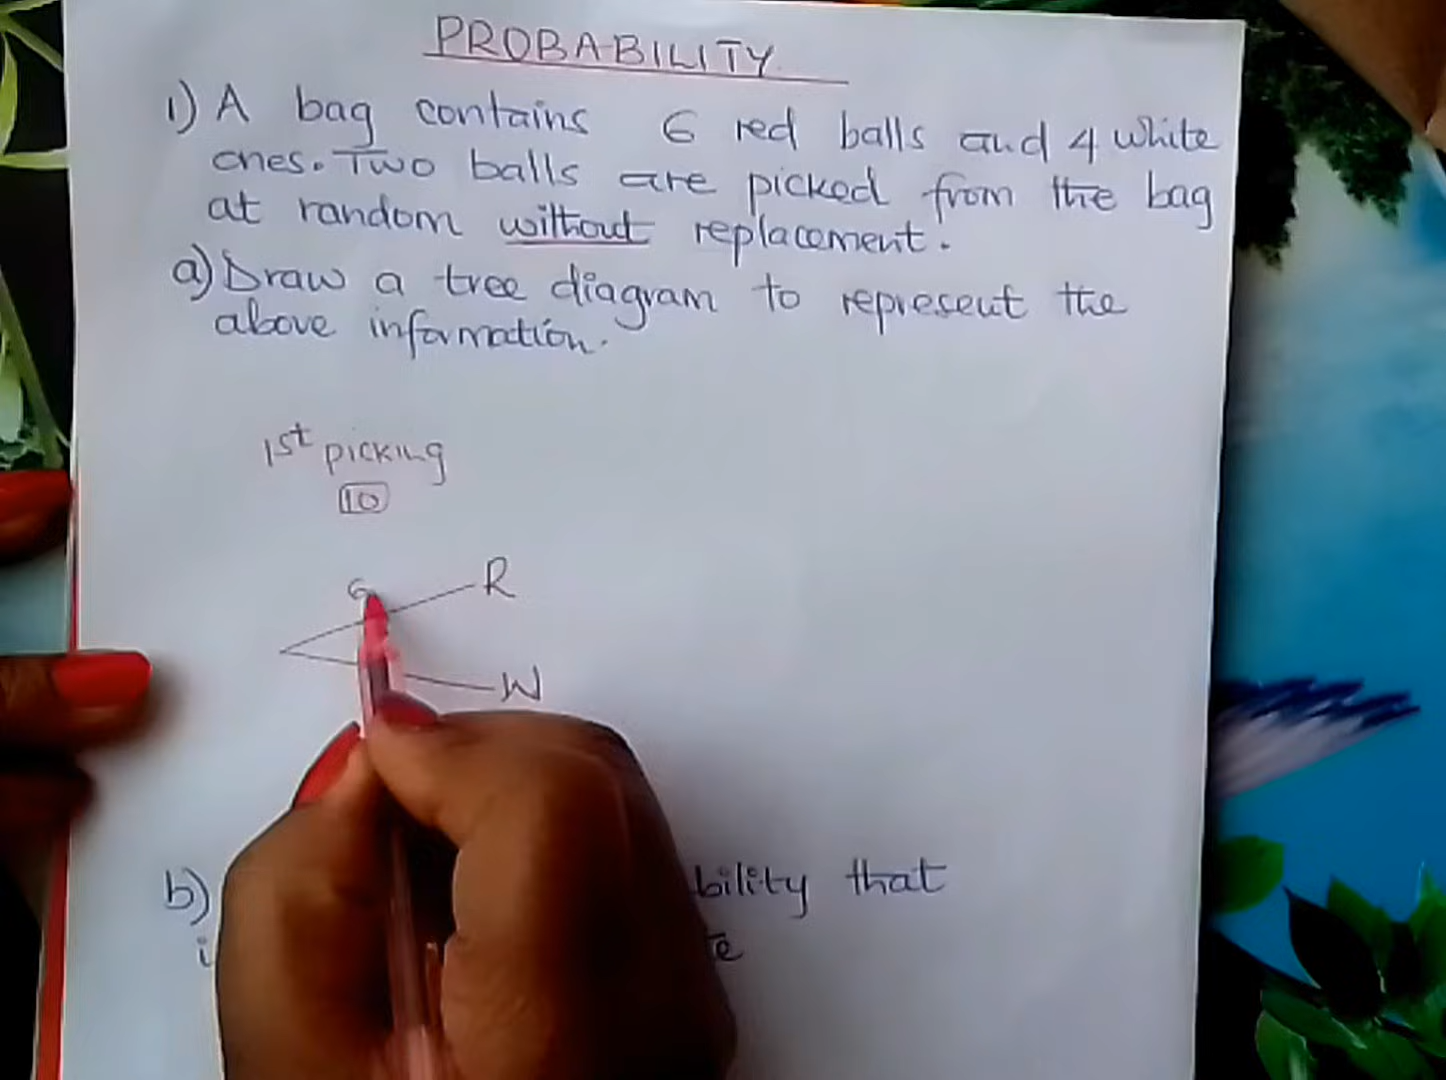 PROBABILITY
1) A bag contains 6 red balls and 4 white
ones. Two balls are picked from the bag
at random without replacement.
a) Draw a tree diagram to represent the
above information.
1st picking
10
6
R
W
b) bility that
i